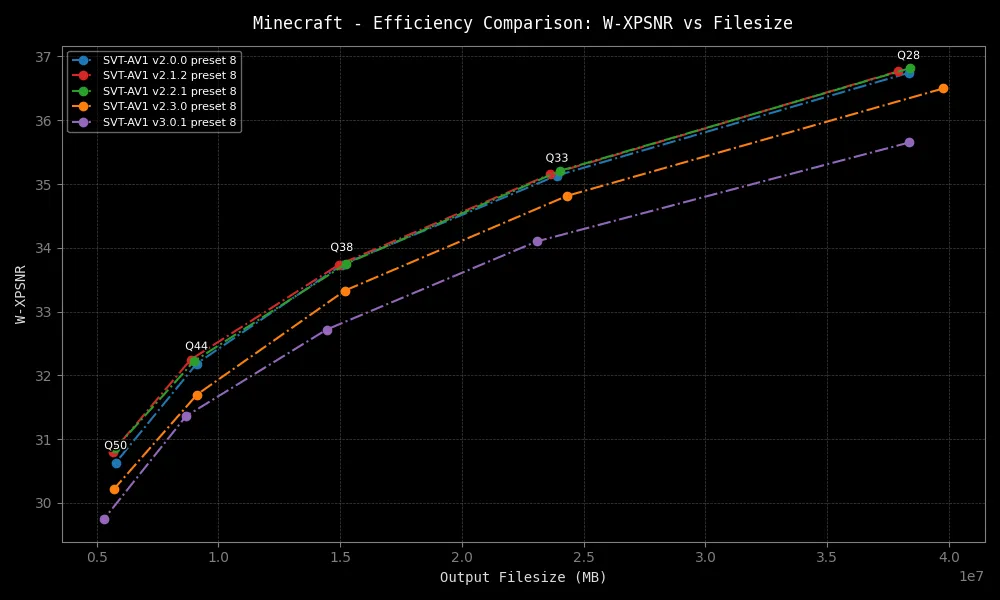 Minecraft - Efficiency Comparison: W-XPSNR vs Filesize
SVT-AV1 v2.0.0 preset 8
SVT-AV1 v2.1.2 preset 8
SVT-AV1 v2.2.1 preset 8
SVT-AV1 v2.3.0 preset 8
SVT-AV1 v3.0.1 preset 8
Q28
Q33
Q38
Q44
Q50
37
36
35
34
33
32
31
30
W-XPSNR
0.5 1.0 1.5 2.0 2.5 3.0 3.5 4.0
1e7
Output Filesize (MB)